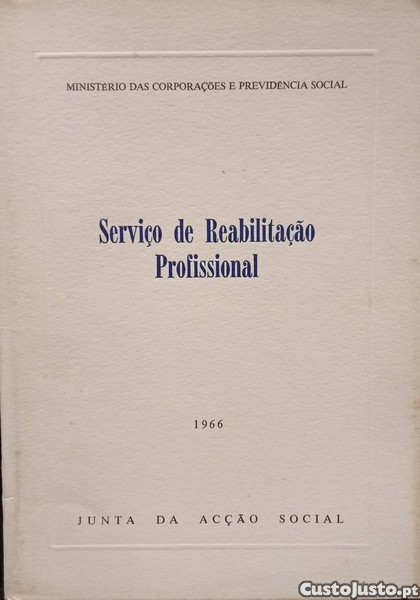 MINISTÉRIO DAS CORPORAÇÕES E PREVIDÊNCIA SOCIAL
Serviço de Reabilitação
Profissional
1966
JUNTA DA ACÇÃO SOCIAL
CustoJusto.pt